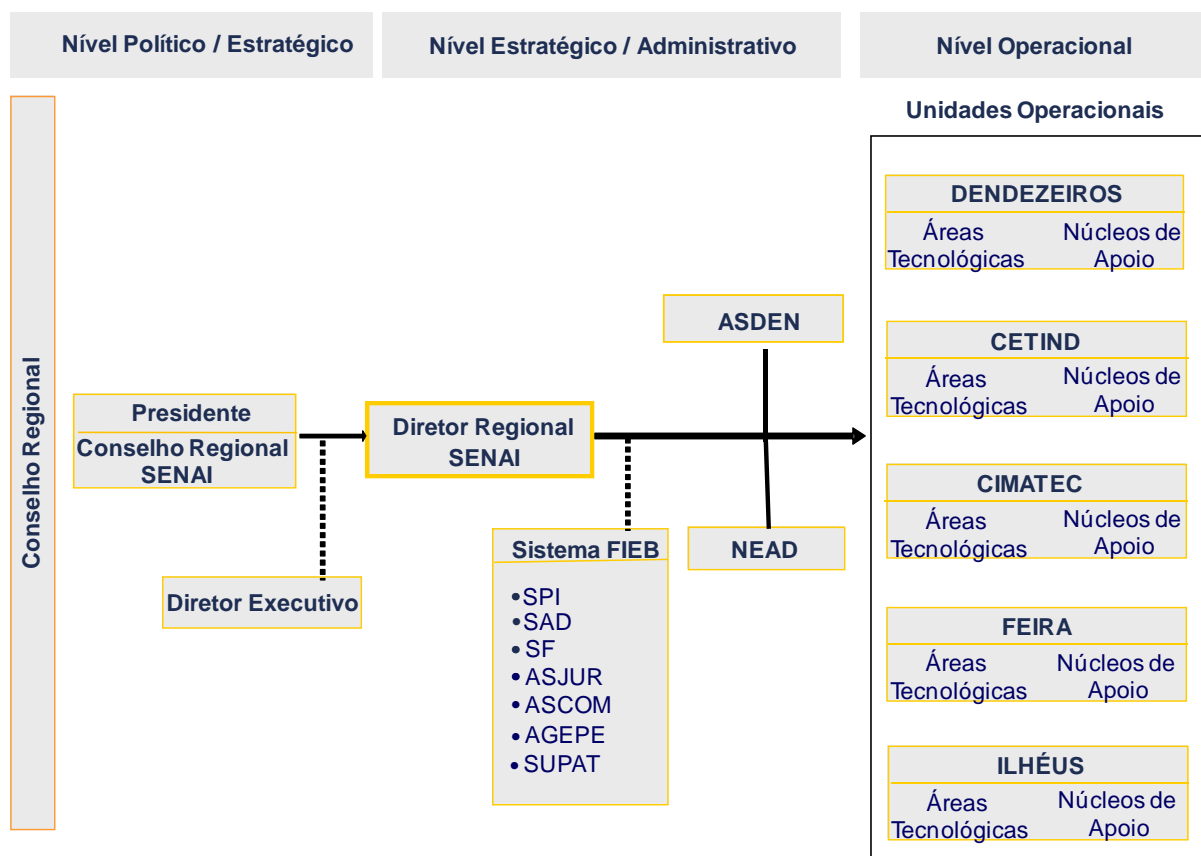 Nível Político / Estratégico
Nível Estratégico / Administrativo
Nível Operacional
Conselho Regional
Presidente
Conselho Regional
SENAI
Diretor Executivo
Diretor Regional
SENAI
Sistema FIEB
•SPI
•SAD
•SF
•ASJUR
•ASCOM
•AGEPE
•SUPAT
ASDEN
NEAD
Unidades Operacionais
DENDEZEIROS
Áreas
Tecnológicas
Núcleos de
Apoio
CETIND
Áreas
Tecnológicas
Núcleos de
Apoio
CIMATEC
Áreas
Tecnológicas
Núcleos de
Apoio
FEIRA
Áreas
Tecnológicas
Núcleos de
Apoio
ILHÉUS
Áreas
Tecnológicas
Núcleos de
Apoio